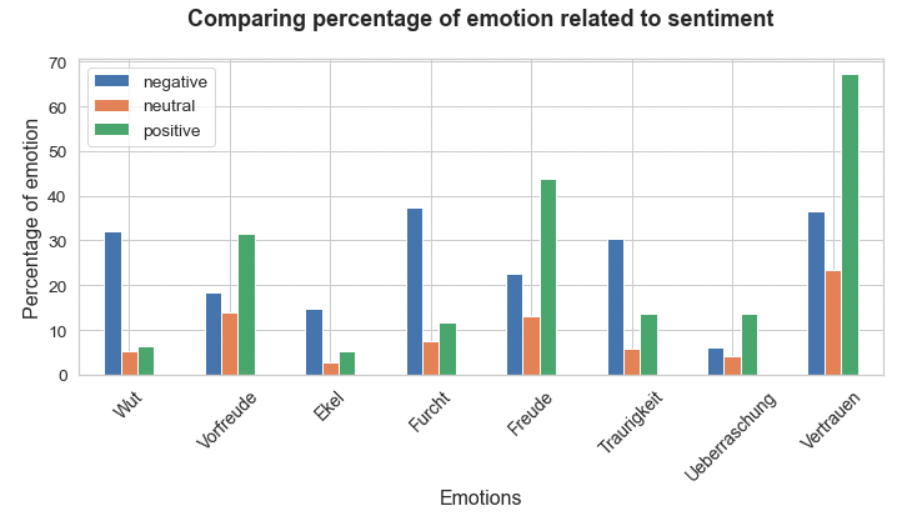 Comparing percentage of emotion related to sentiment
Percentage of emotion
70
60
50
40
30
20
10
0
negative
neutral
positive
Wut
Vorfreude
Ekel
Furcht
Freude
Traurigkeit
Ueberraschung
Vertrauen
Emotions